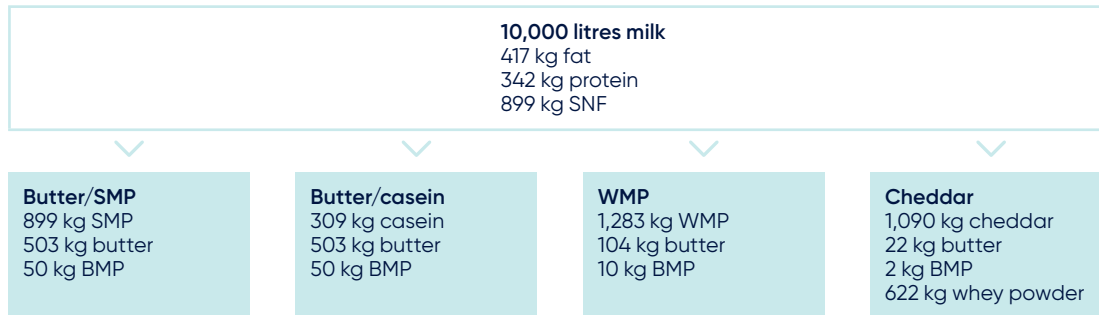 10,000 litres milk
417 kg fat
342 kg protein
899 kg SNF
Butter/SMP
899 kg SMP
503 kg butter
50 kg BMP
Butter/casein
309 kg casein
503 kg butter
50 kg BMP
WMP
1,283 kg WMP
104 kg butter
10 kg BMP
Cheddar
1,090 kg cheddar
22 kg butter
2 kg BMP
622 kg whey powder